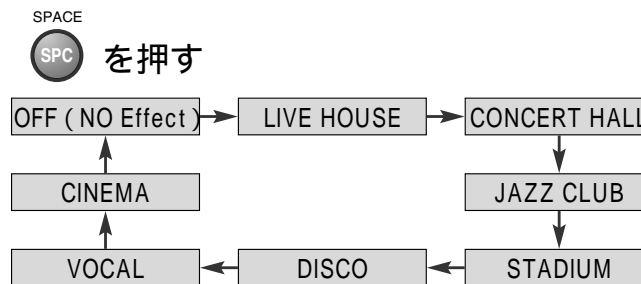 SPACE
SPC を押す
OFF ( NO Effect ) LIVE HOUSE CONCERT HALL
CINEMA JAZZ CLUB
VOCAL DISCO STADIUM